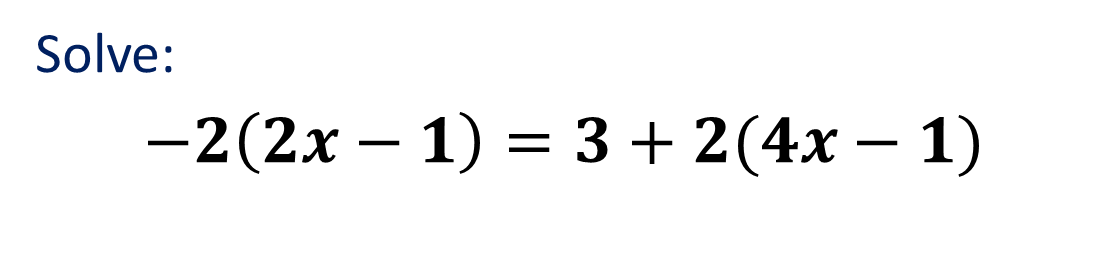 Solve:
−2(2x − 1) = 3 + 2(4x − 1)